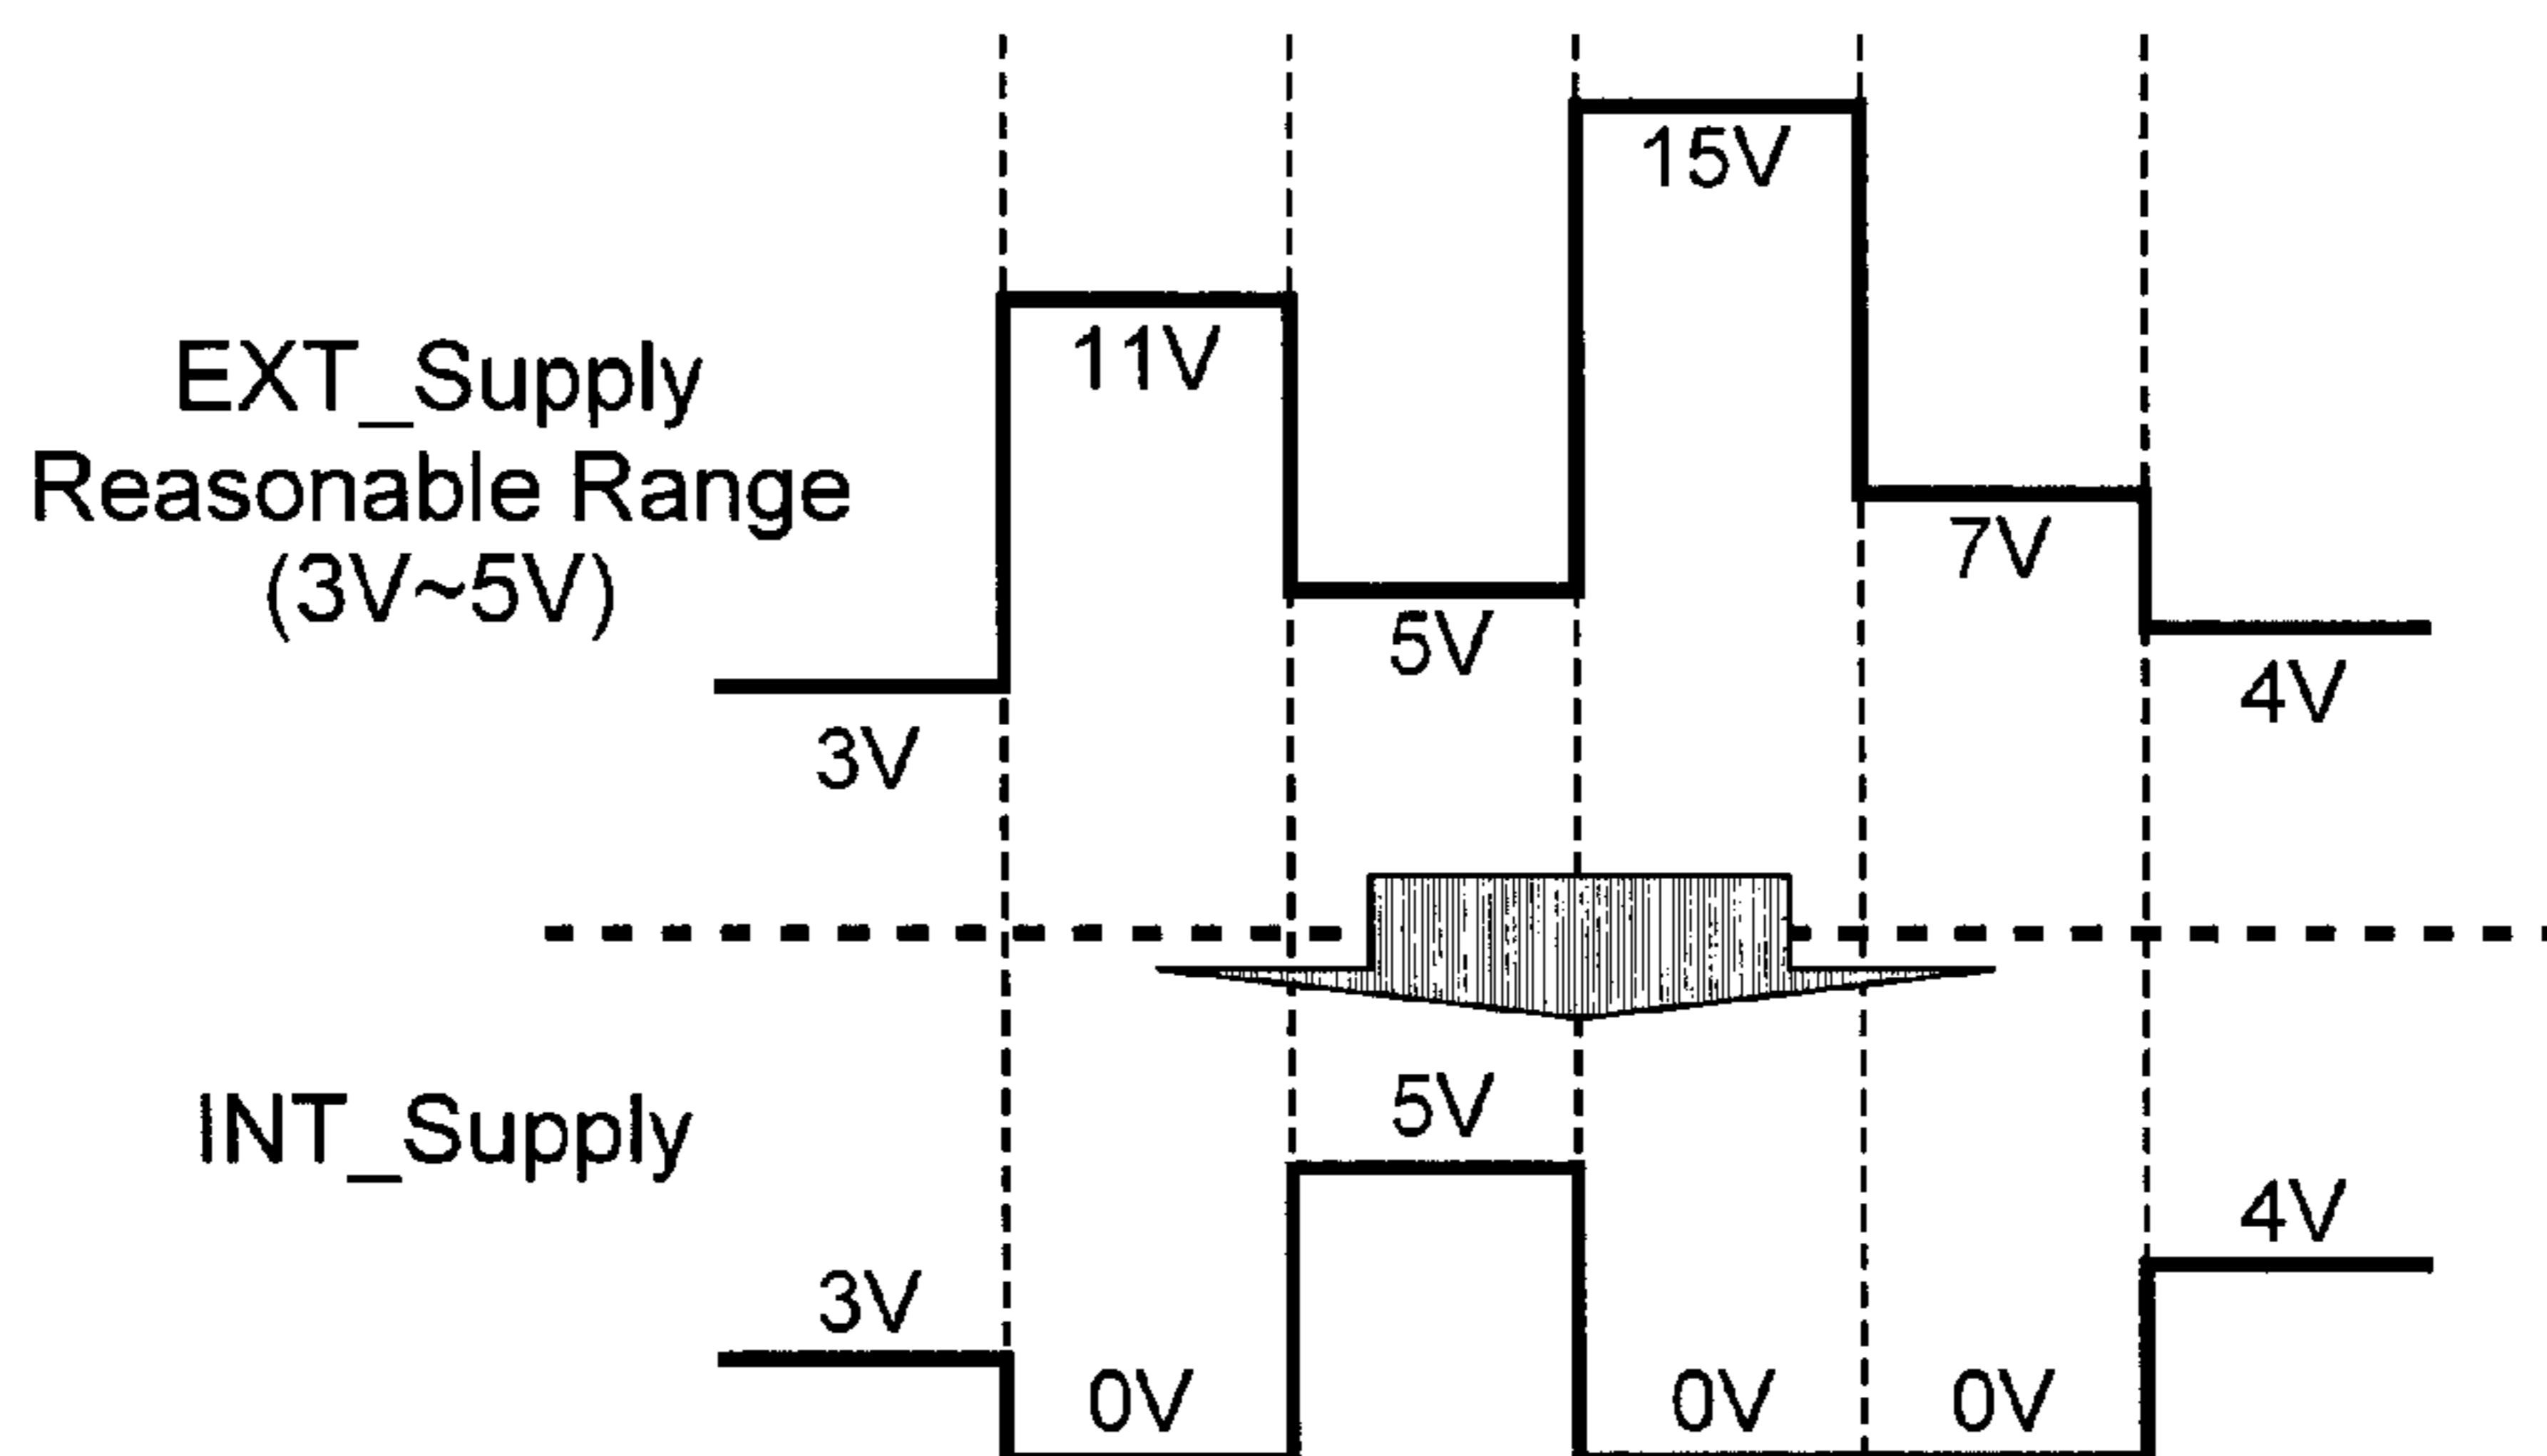 15V
11V
EXT_Supply
Reasonable Range
(3V~5V)
7V
5V
4V
3V
5V
INT_Supply
4V
3V
0V
0V
0V